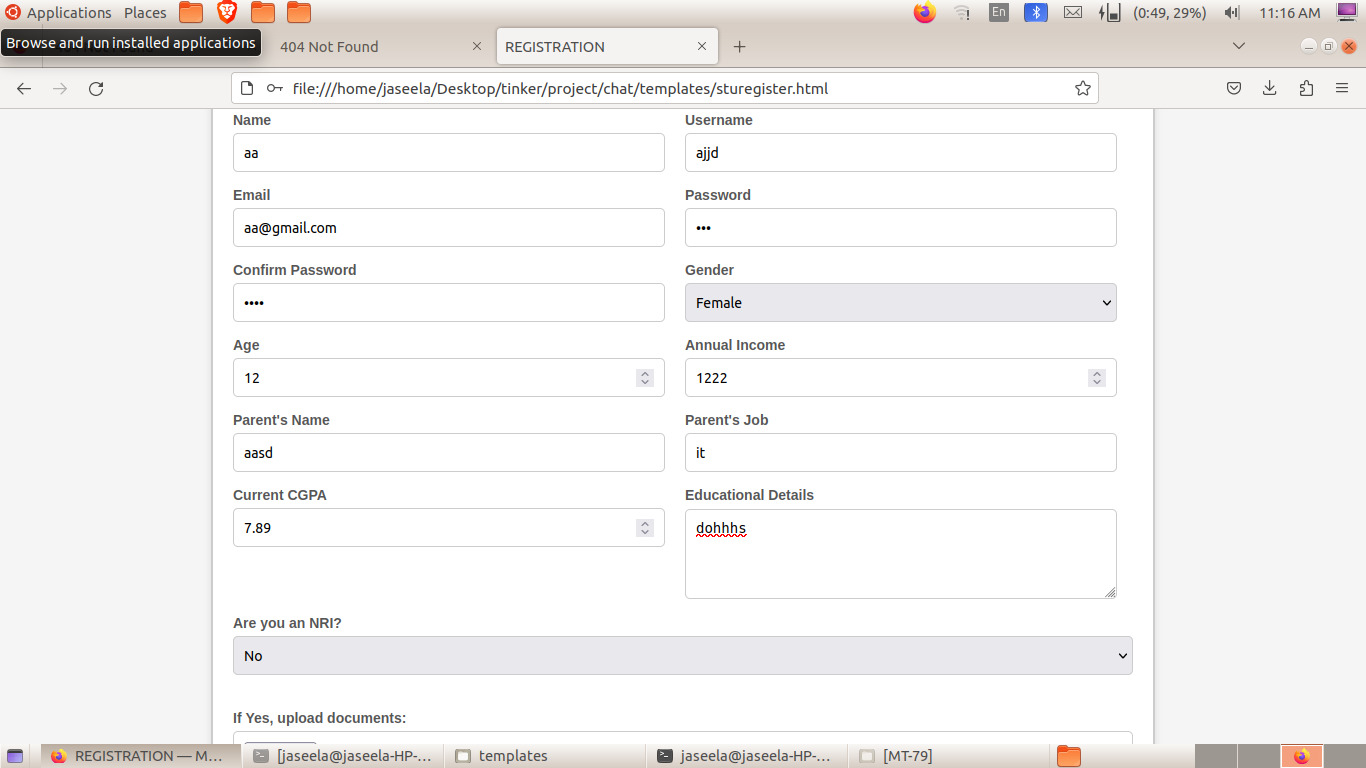 Applications Places En (0:49, 29%) 11:16 AM
Browse and run installed applications
404 Not Found
REGISTRATION
file:///home/jaseela/Desktop/tinker/project/chat/templates/sturegister.html
Name Username
aa ajjd
Email Password
aa@gmail.com •••
Confirm Password Gender
•••• Female
Age Annual Income
12 1222
Parent's Name Parent's Job
aasd it
Current CGPA Educational Details
7.89 dohhhs
Are you an NRI?
No
If Yes, upload documents:
REGISTRATION — M... [jaseela@jaseela-HP-... templates jaseela@jaseela-HP-... [MT-79]